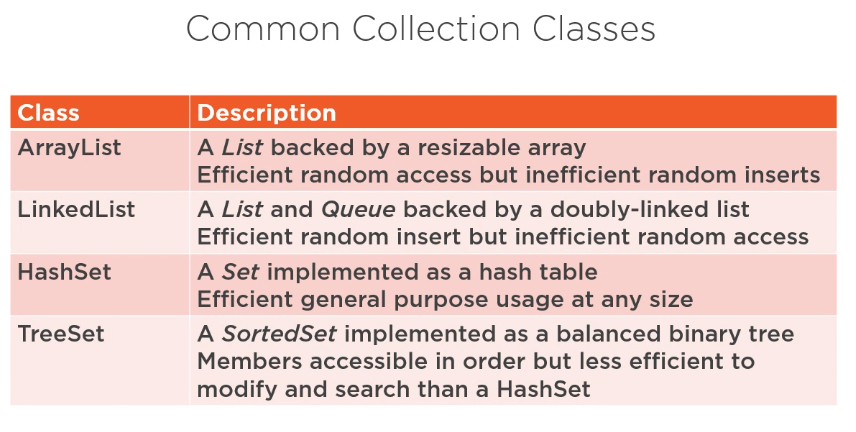 Common Collection Classes
Class Description
ArrayList A List backed by a resizable array
Efficient random access but inefficient random inserts
LinkedList A List and Queue backed by a doubly-linked list
Efficient random insert but inefficient random access
HashSet A Set implemented as a hash table
Efficient general purpose usage at any size
TreeSet A SortedSet implemented as a balanced binary tree
Members accessible in order but less efficient to
modify and search than a HashSet